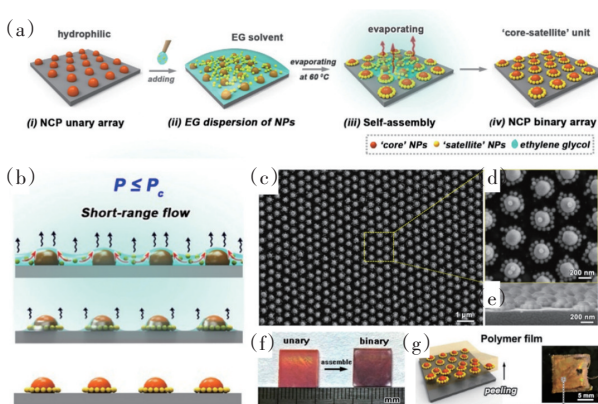 (a)
hydrophilic
adding
(i) NCP unary array
EG solvent
(ii) EG dispersion of NPs
evaporating
at 60 °C
evaporating
(iii) Self-assembly
'core-satellite' unit
(iv) NCP binary array
'core' NPs 'satellite' NPs ethylene glycol
(b)
P ≤ Pc
Short-range flow
(c)
1 μm
d)
200 nm
e)
200 nm
(f)
unary
assemble
binary
mm
(g)
Polymer film
peeling
5 mm